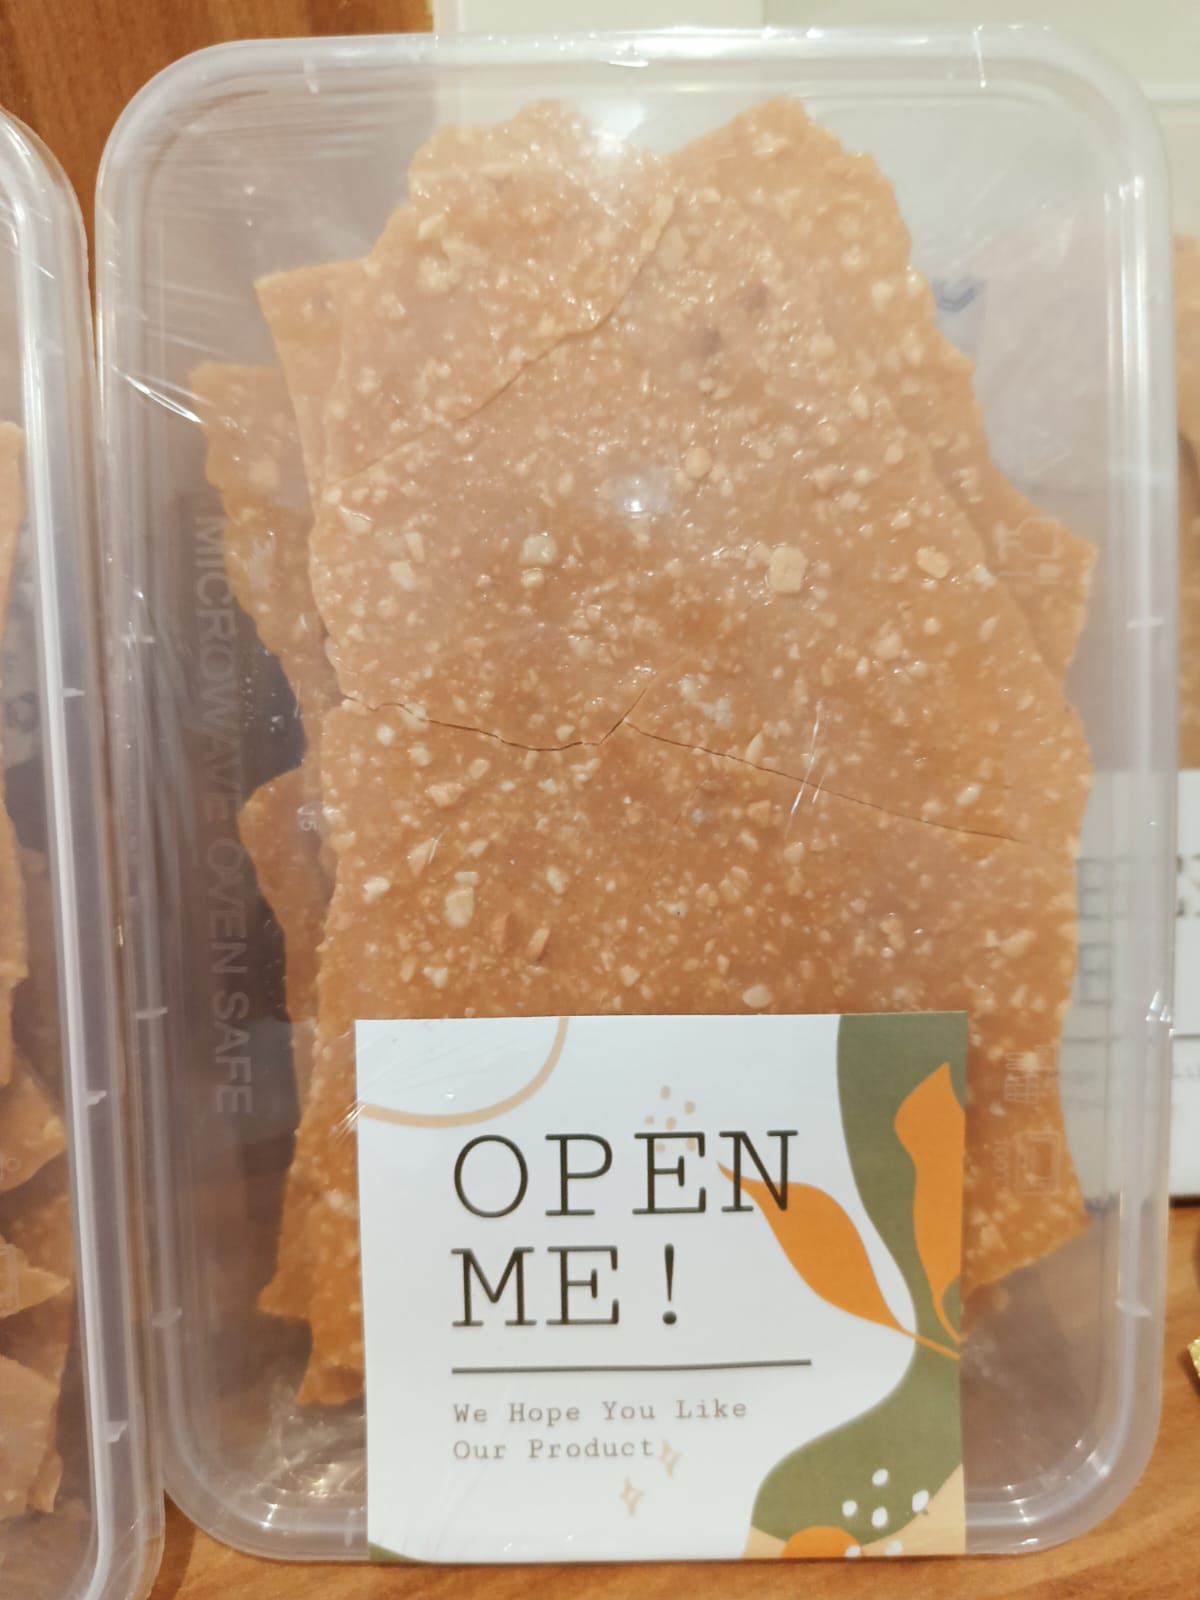 MICROWAVE OVEN SAFE
OPEN
ME!
We Hope You Like
Our Product